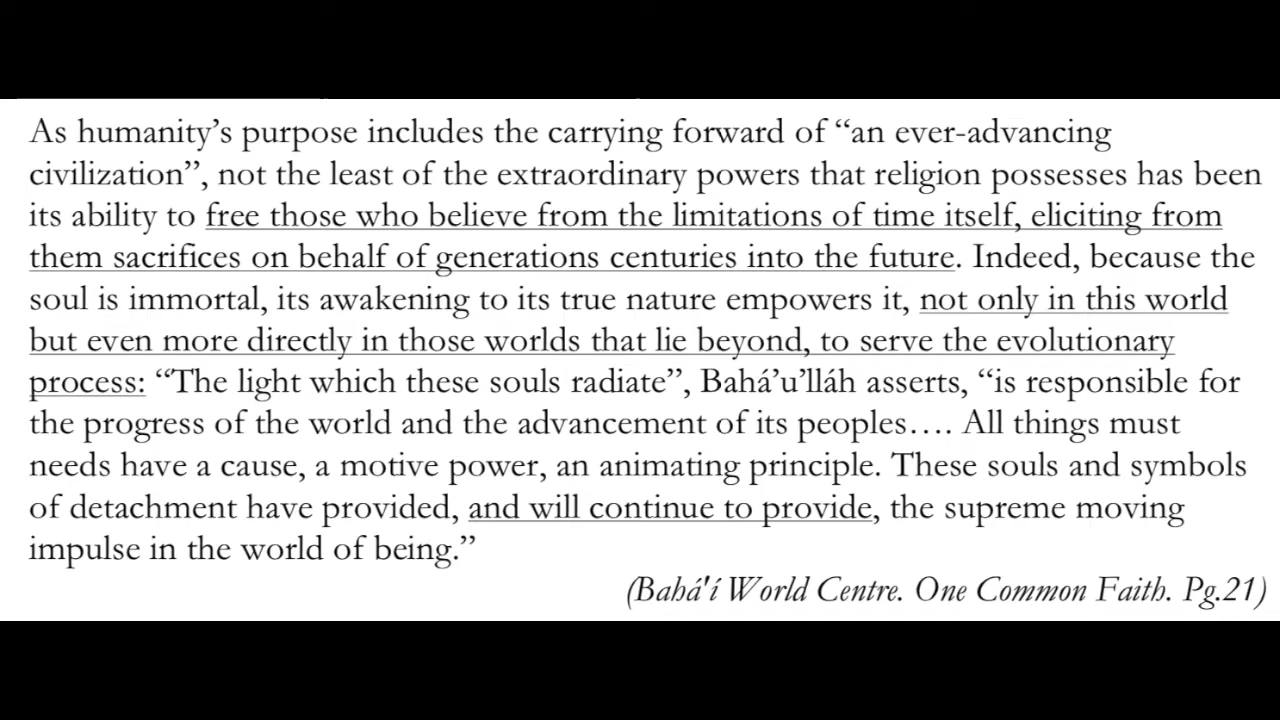 As humanity’s purpose includes the carrying forward of “an ever-advancing
civilization”, not the least of the extraordinary powers that religion possesses has been
its ability to free those who believe from the limitations of time itself, eliciting from
them sacrifices on behalf of generations centuries into the future. Indeed, because the
soul is immortal, its awakening to its true nature empowers it, not only in this world
but even more directly in those worlds that lie beyond, to serve the evolutionary
process: “The light which these souls radiate”, Bahá’u’lláh asserts, “is responsible for
the progress of the world and the advancement of its peoples…. All things must
needs have a cause, a motive power, an animating principle. These souls and symbols
of detachment have provided, and will continue to provide, the supreme moving
impulse in the world of being.”
(Bahá'í World Centre. One Common Faith. Pg.21)